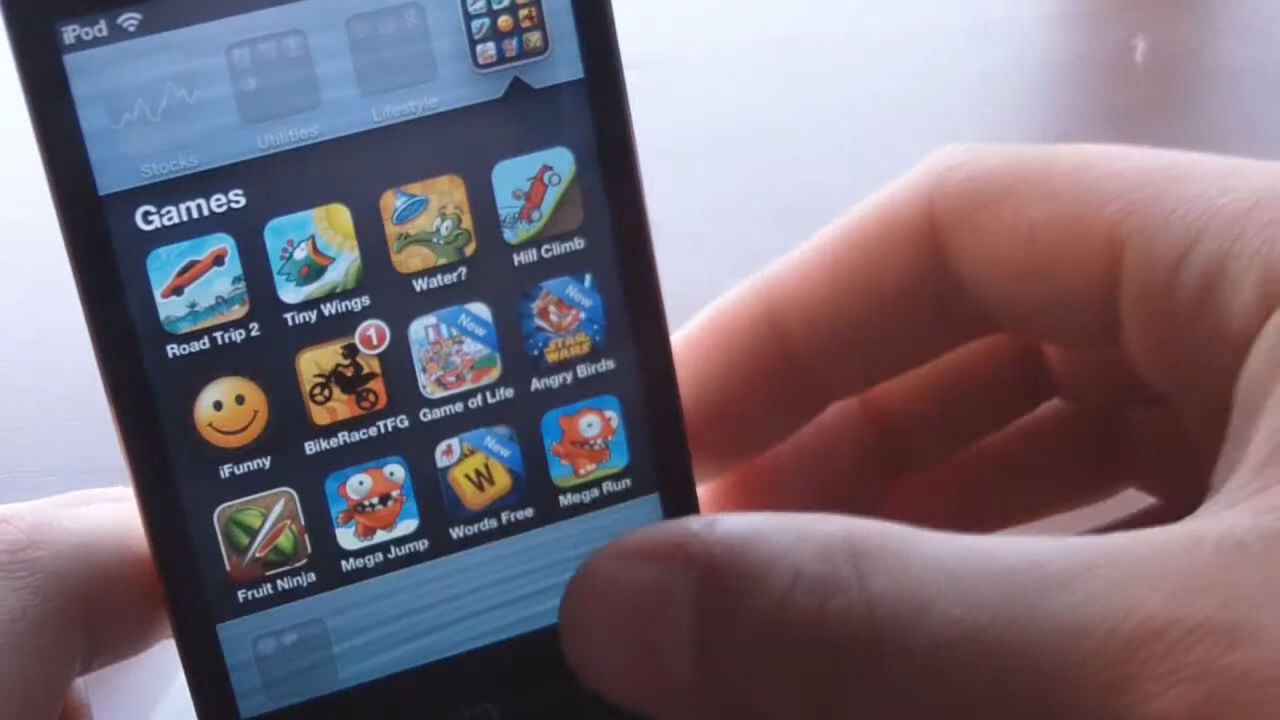 iPod
Stocks
Utilities
Lifestyle
Games
Road Trip 2
Tiny Wings
Water?
Hill Climb
iFunny
1
BikeRaceTFG
New
Game of Life
New
STAR WARS
Angry Birds
Fruit Ninja
Mega Jump
New
W
Words Free
Mega Run